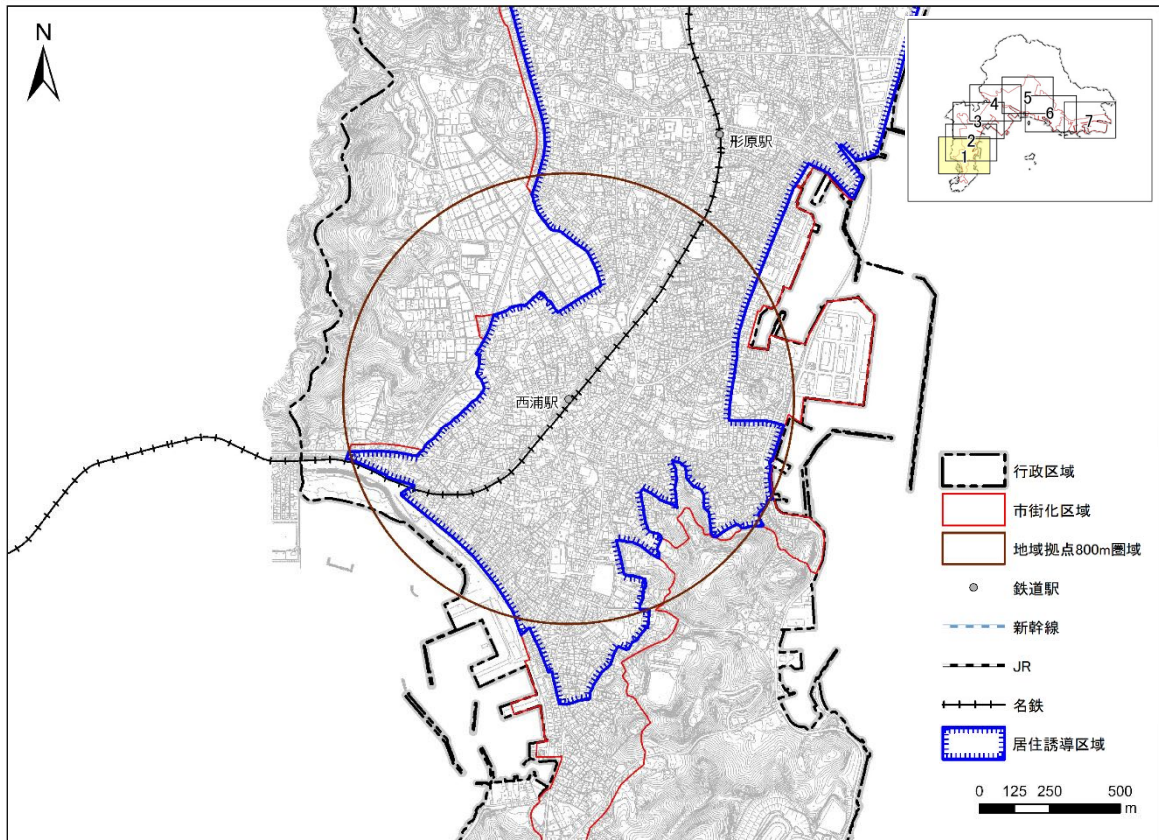 N
形原駅
西浦駅
5
4
6
7
3
2
1
行政区域
市街化区域
地域拠点800m圏域
鉄道駅
新幹線
JR
名鉄
居住誘導区域
0 125 250 500
m